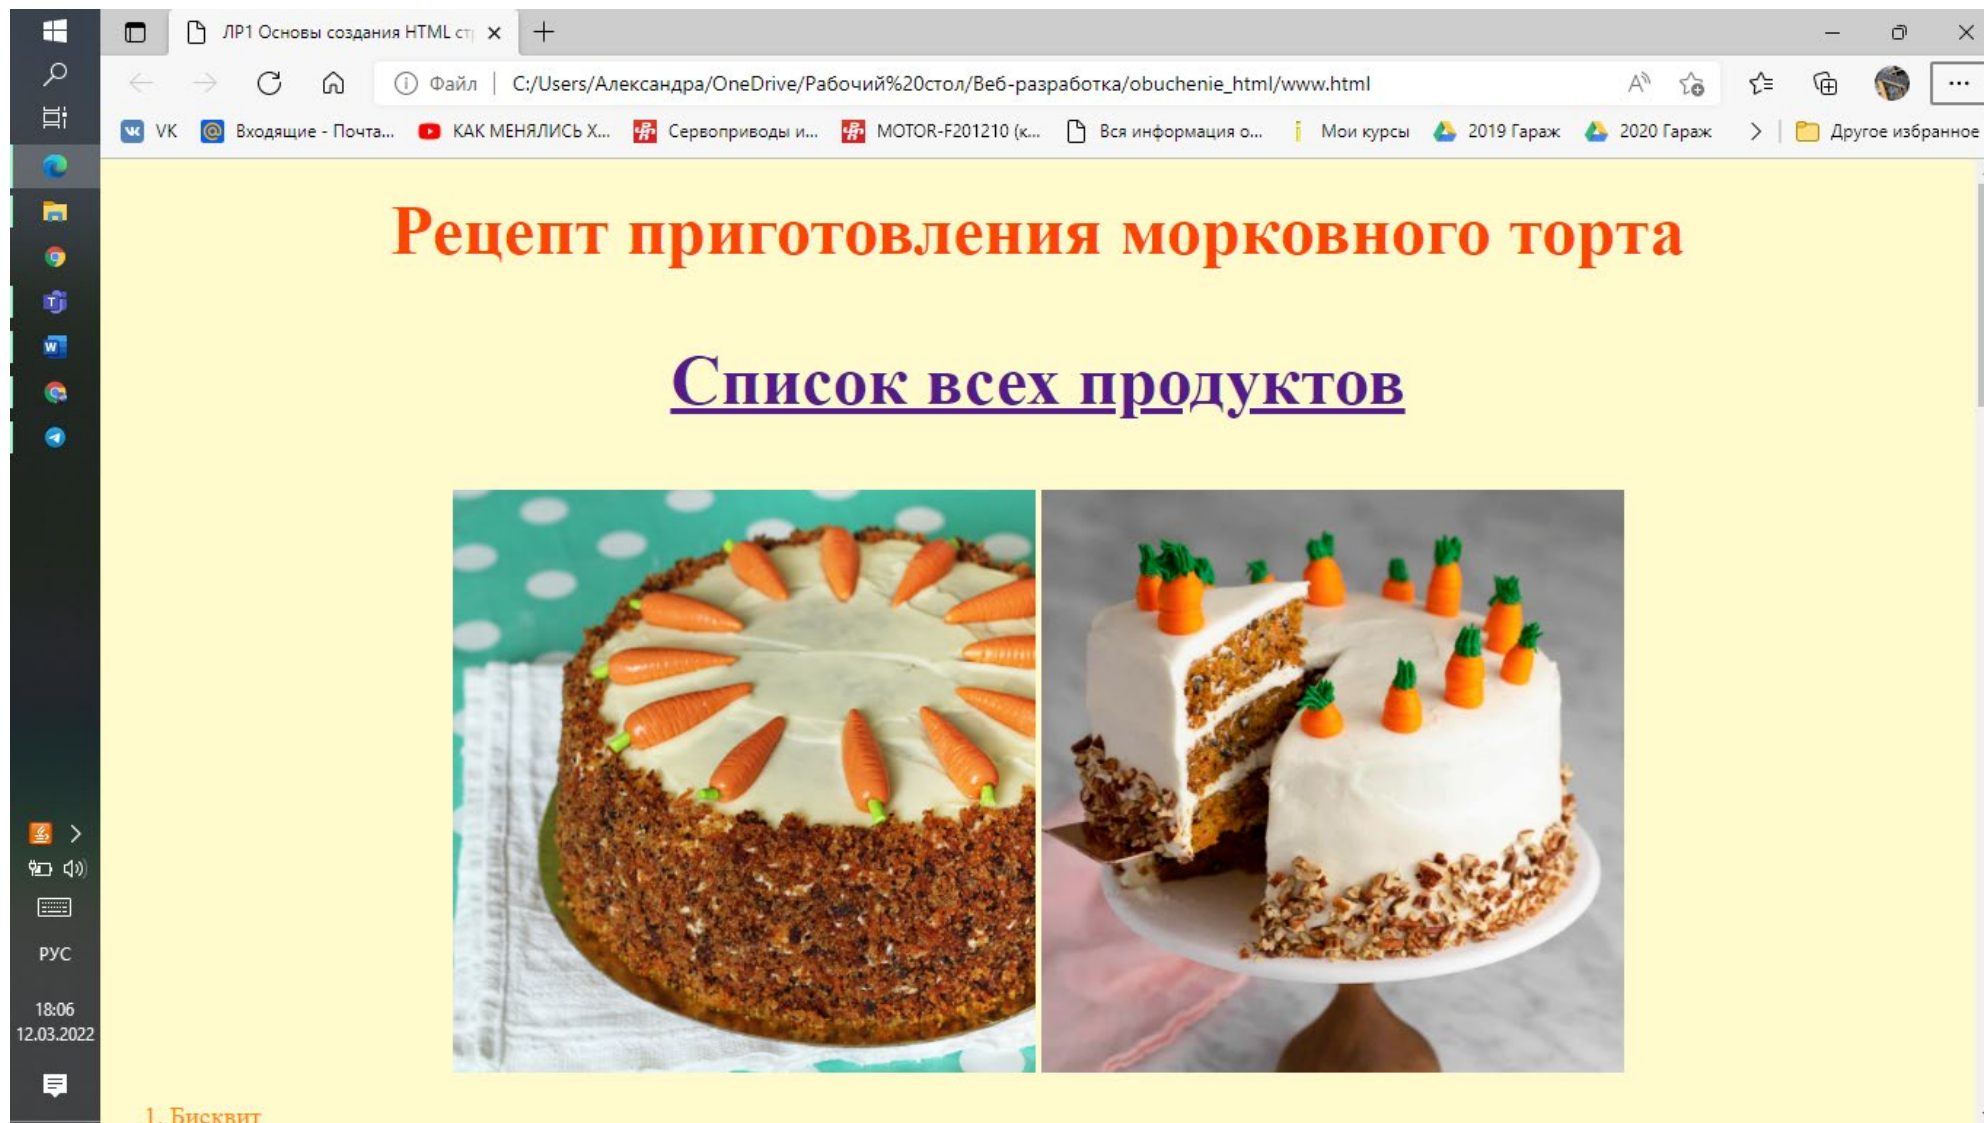 ЛР1 Основы создания HTML ст
Файл
C:/Users/Александра/OneDrive/Рабочий%20стол/Веб-разработка/obuchenie_html/www.html
VK
Входящие - Почта...
КАК МЕНЯЛИСЬ Х...
Сервоприводы и...
MOTOR-F201210 (к...
Вся информация о...
Мои курсы
2019 Гараж
2020 Гараж
Другое избранное
Рецепт приготовления морковного торта
Список всех продуктов
1. Бисквит
РУС
18:06
12.03.2022